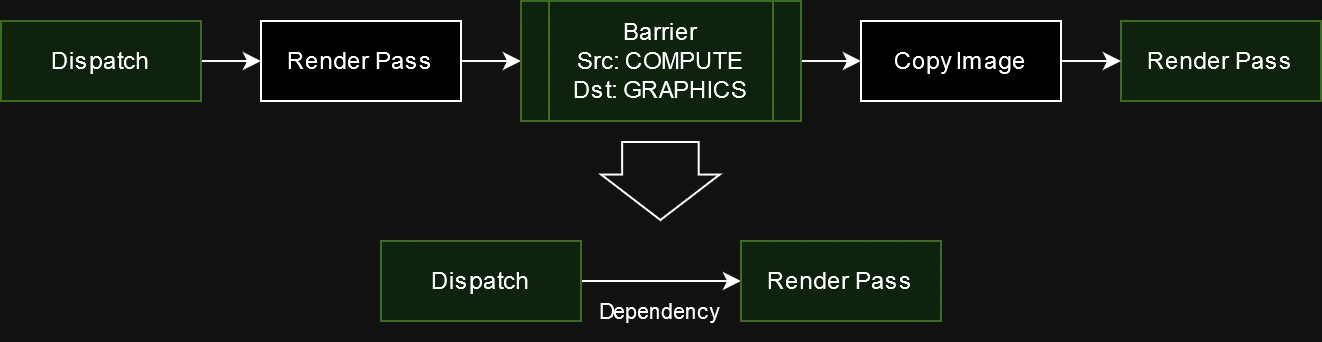 Dispatch
Render Pass
Barrier
Src: COMPUTE
Dst: GRAPHICS
Copy Image
Render Pass
Dispatch
Dependency
Render Pass